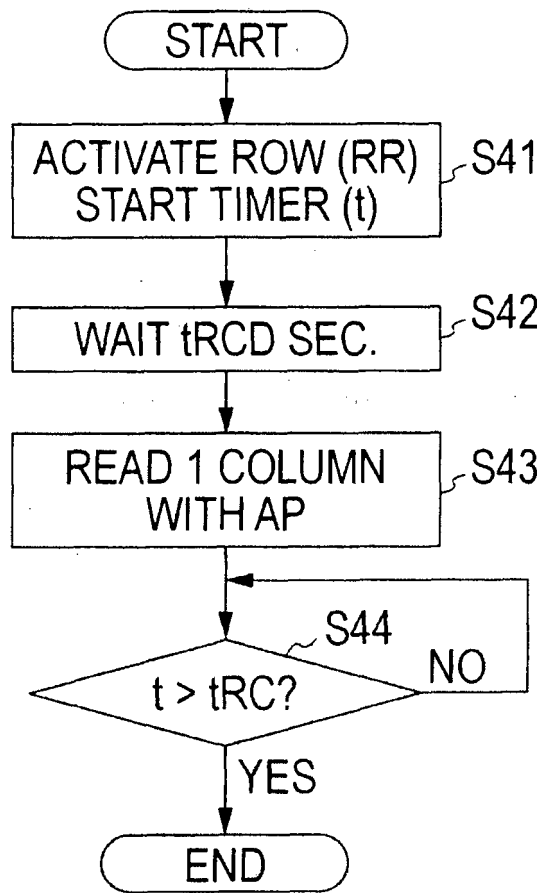 START
ACTIVATE ROW (RR)
START TIMER (t)
S41
WAIT tRCD SEC.
S42
READ 1 COLUMN
WITH AP
S43
S44
t > tRC?
NO
YES
END